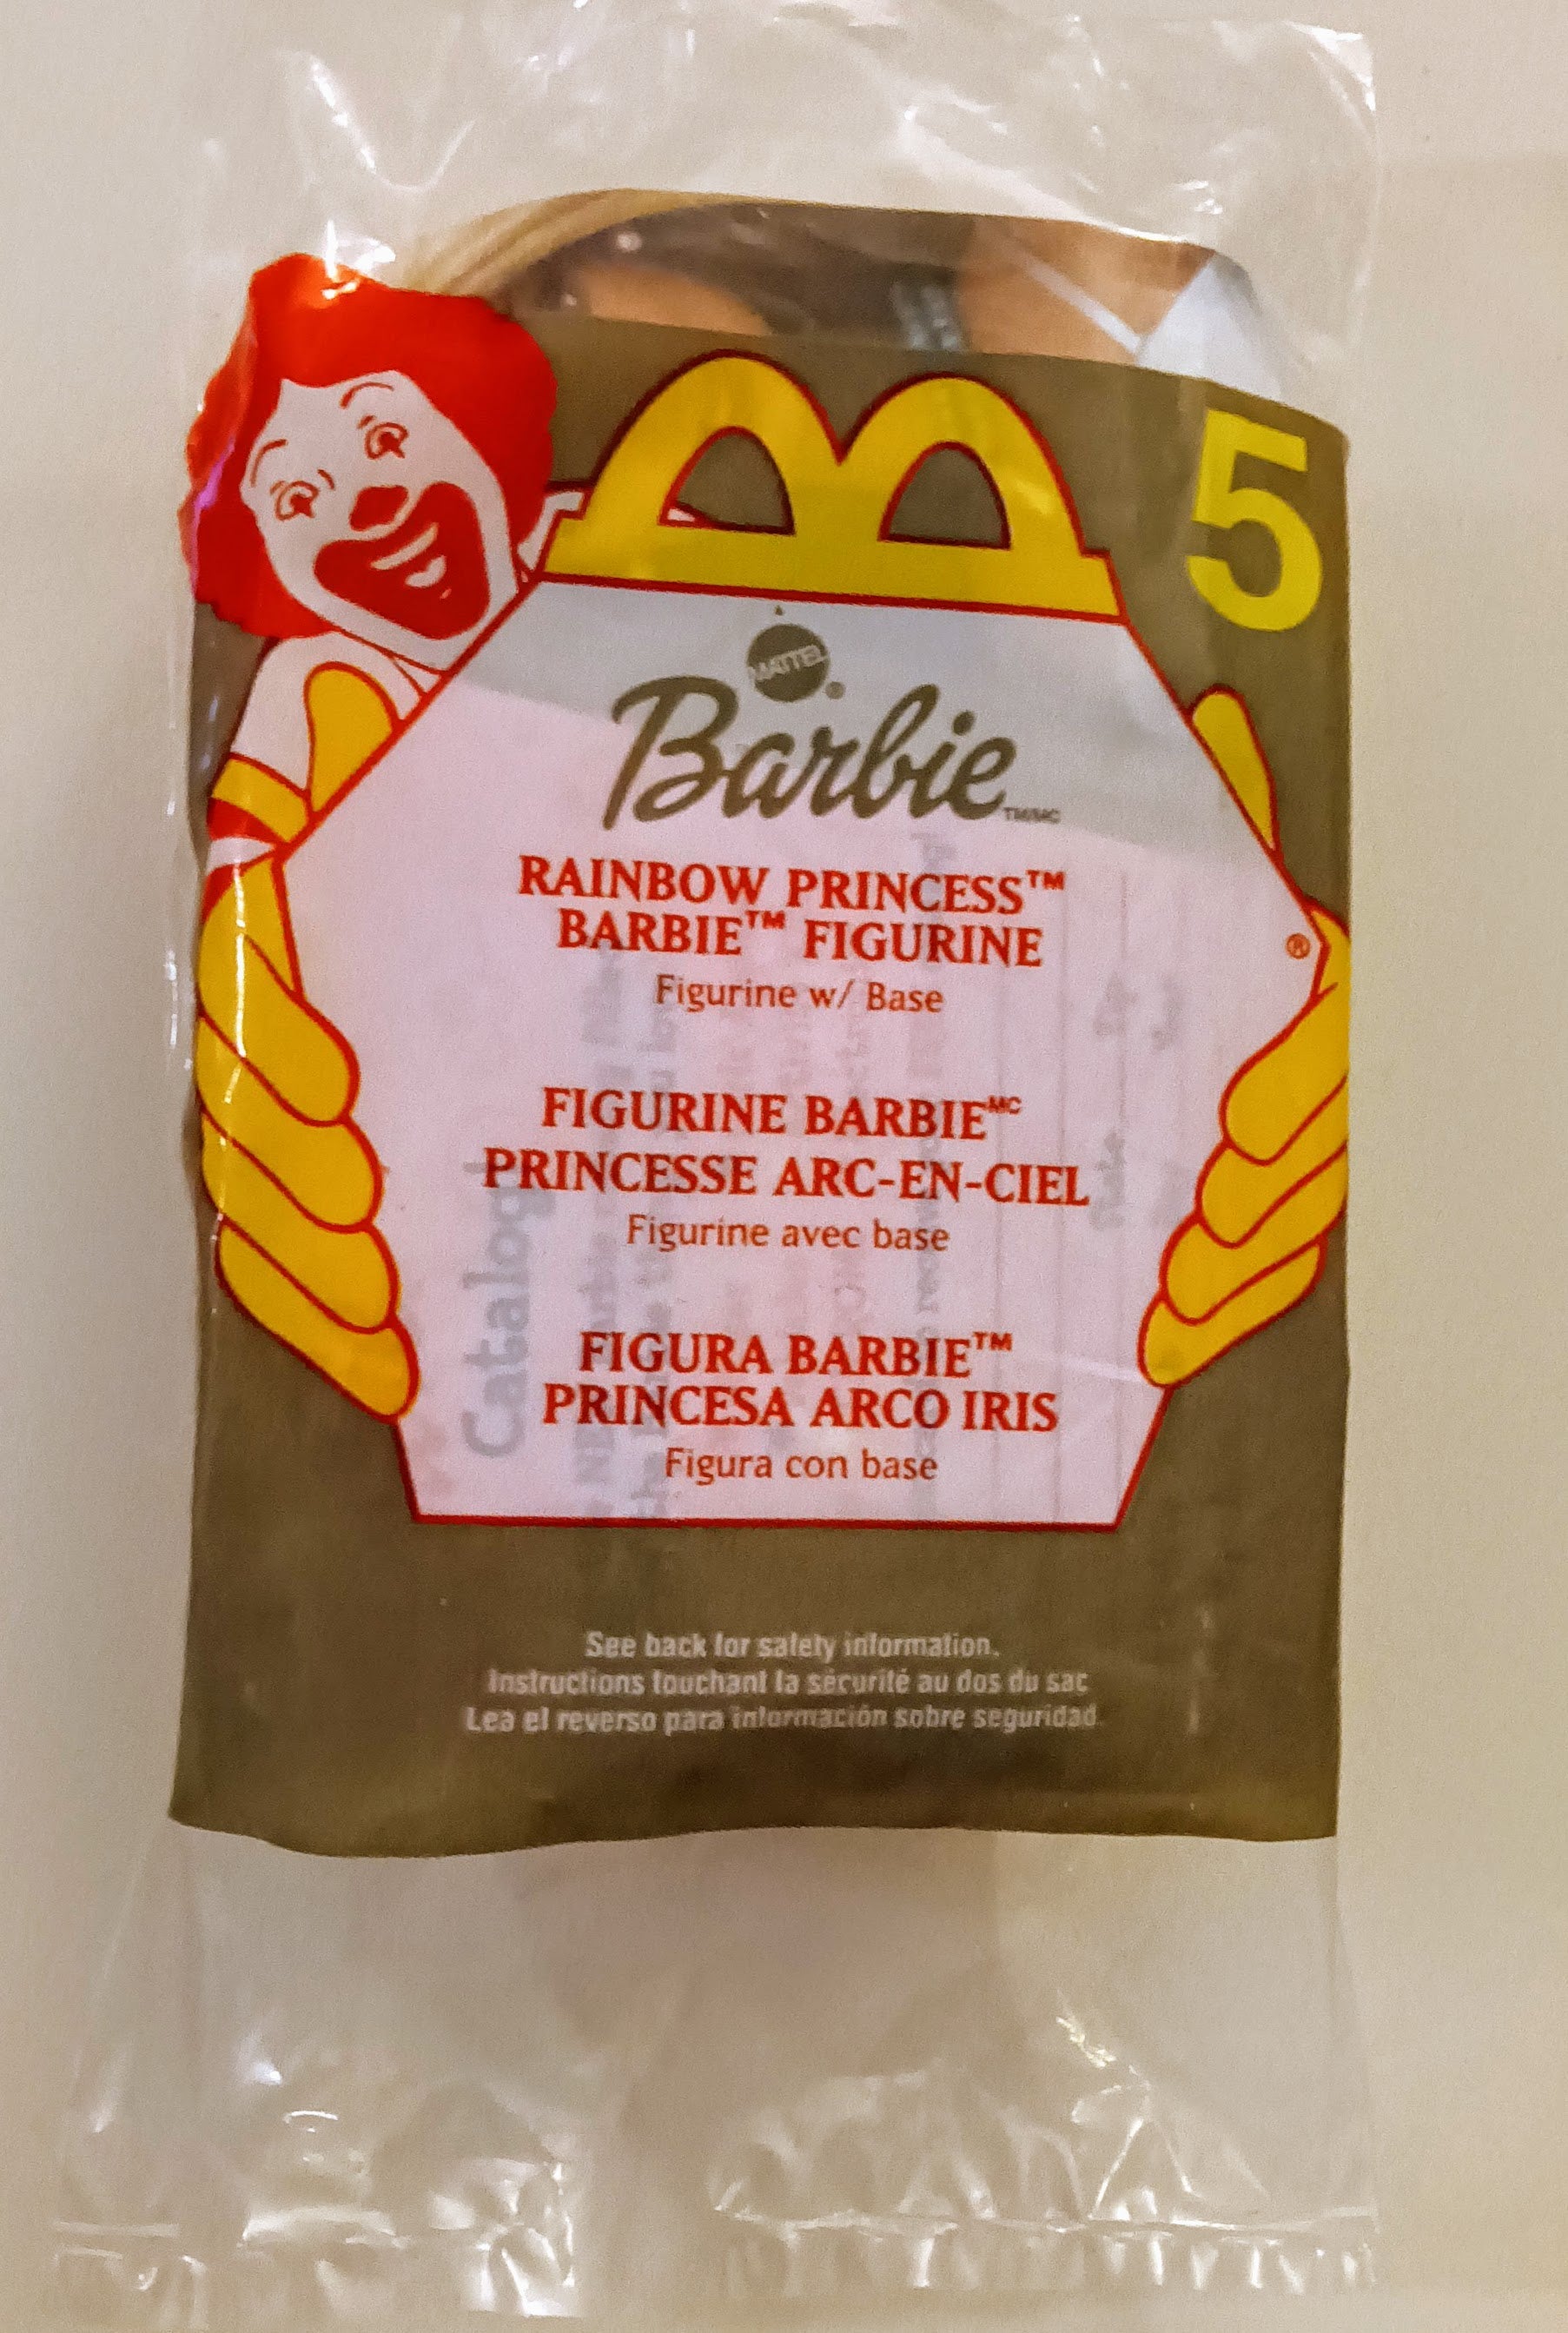 5
MATTEL
®
Barbie TM/MC
RAINBOW PRINCESS™
BARBIE™ FIGURINE
®
Figurine w/ Base
FIGURINE BARBIE MC
PRINCESSE ARC-EN-CIEL
Figurine avec base
FIGURA BARBIE™
PRINCESA ARCO IRIS
Figura con base
See back for safety information.
Instructions touchant la sécurité au dos du sac
Lea el reverso para información sobre seguridad.
Catalog